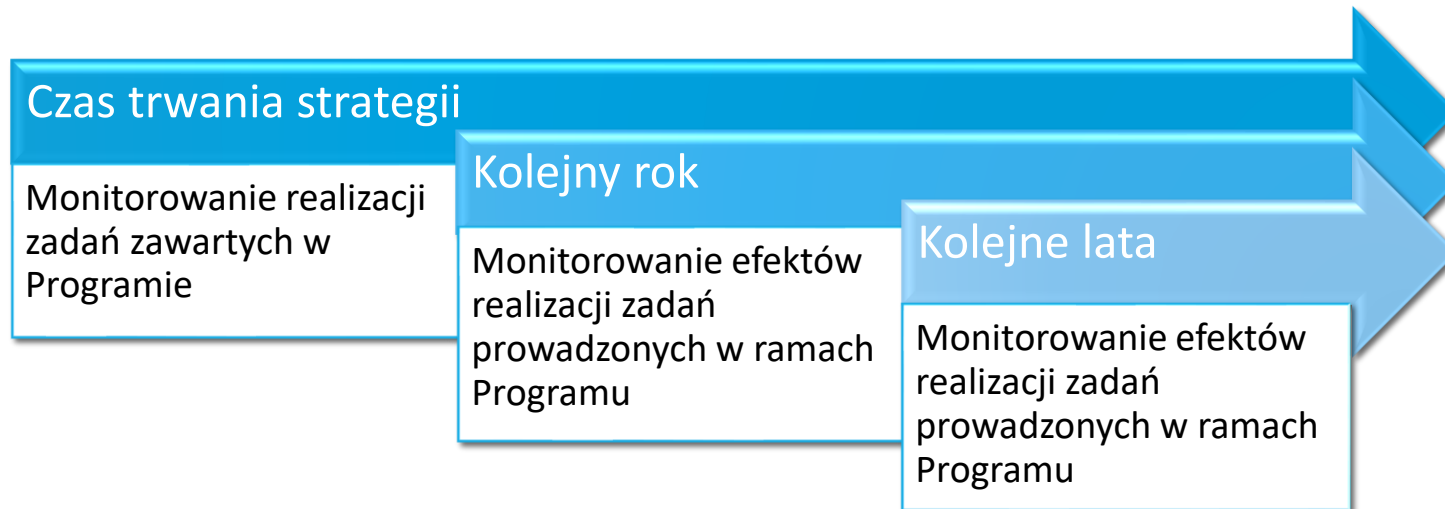 Czas trwania strategii
Monitorowanie realizacji
zadań zawartych w
Programie
Kolejny rok
Monitorowanie efektów
realizacji zadań
prowadzonych w ramach
Programu
Kolejne lata
Monitorowanie efektów
realizacji zadań
prowadzonych w ramach
Programu